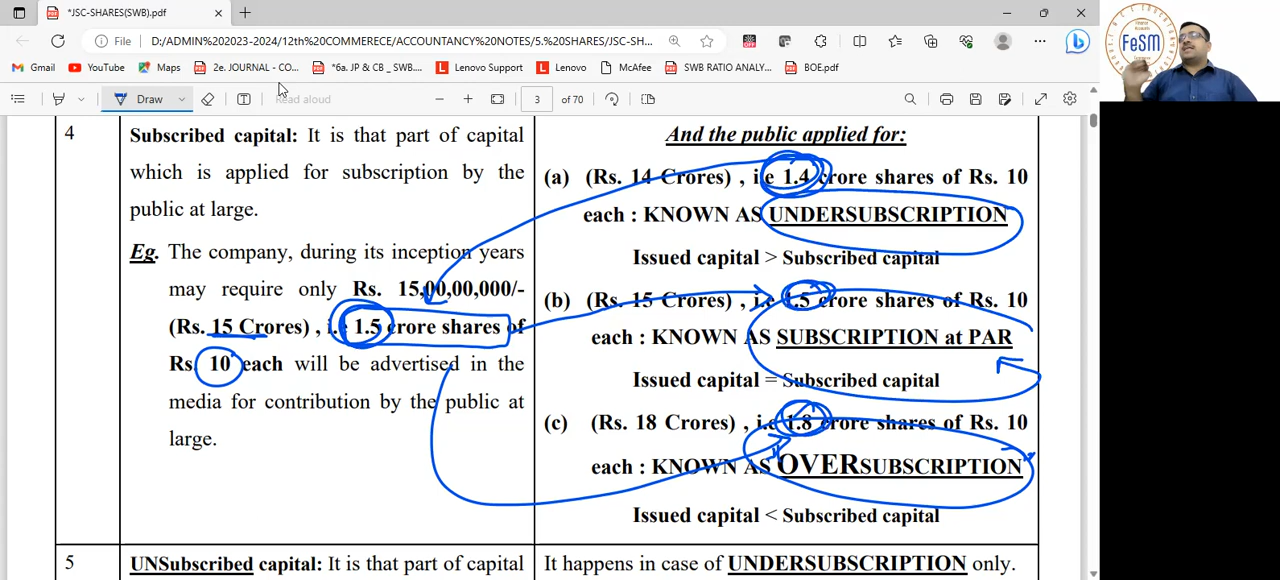 *JSC-SHARES(SWB).pdf
File
D:/ADMIN%202023-2024/12th%20COMMERECE/ACCOUNTANCY%20NOTES/5.%20SHARES/JSC-SH...
Gmail YouTube Maps 2e. JOURNAL - CO... *6a. JP & S B _ SWB.... Lenovo Support Lenovo McAfee SWB RATIO ANALY... BOE.pdf
Draw Read aloud 3 of 70
FeSM
4
Subscribed capital: It is that part of capital
which is applied for subscription by the
public at large.
Eg. The company, during its inception years
may require only Rs. 15,00,00,000/-
(Rs. 15 Crores) , i.e 1.5 crore shares of
Rs. 10 each will be advertised in the
media for contribution by the public at
large.
And the public applied for:
(a) (Rs. 14 Crores) , i.e 1.4 crore shares of Rs. 10
each : KNOWN AS UNDERSUBSCRIPTION
Issued capital > Subscribed capital
(b) (Rs. 15 Crores) , i.e 1.5 crore shares of Rs. 10
each : KNOWN AS SUBSCRIPTION at PAR
Issued capital = Subscribed capital
(c) (Rs. 18 Crores) , i.e 1.8 crore shares of Rs. 10
each : KNOWN AS OVERSUBSCRIPTION
Issued capital < Subscribed capital
5
UNSubscribed capital: It is that part of capital
It happens in case of UNDERSUBSCRIPTION only.